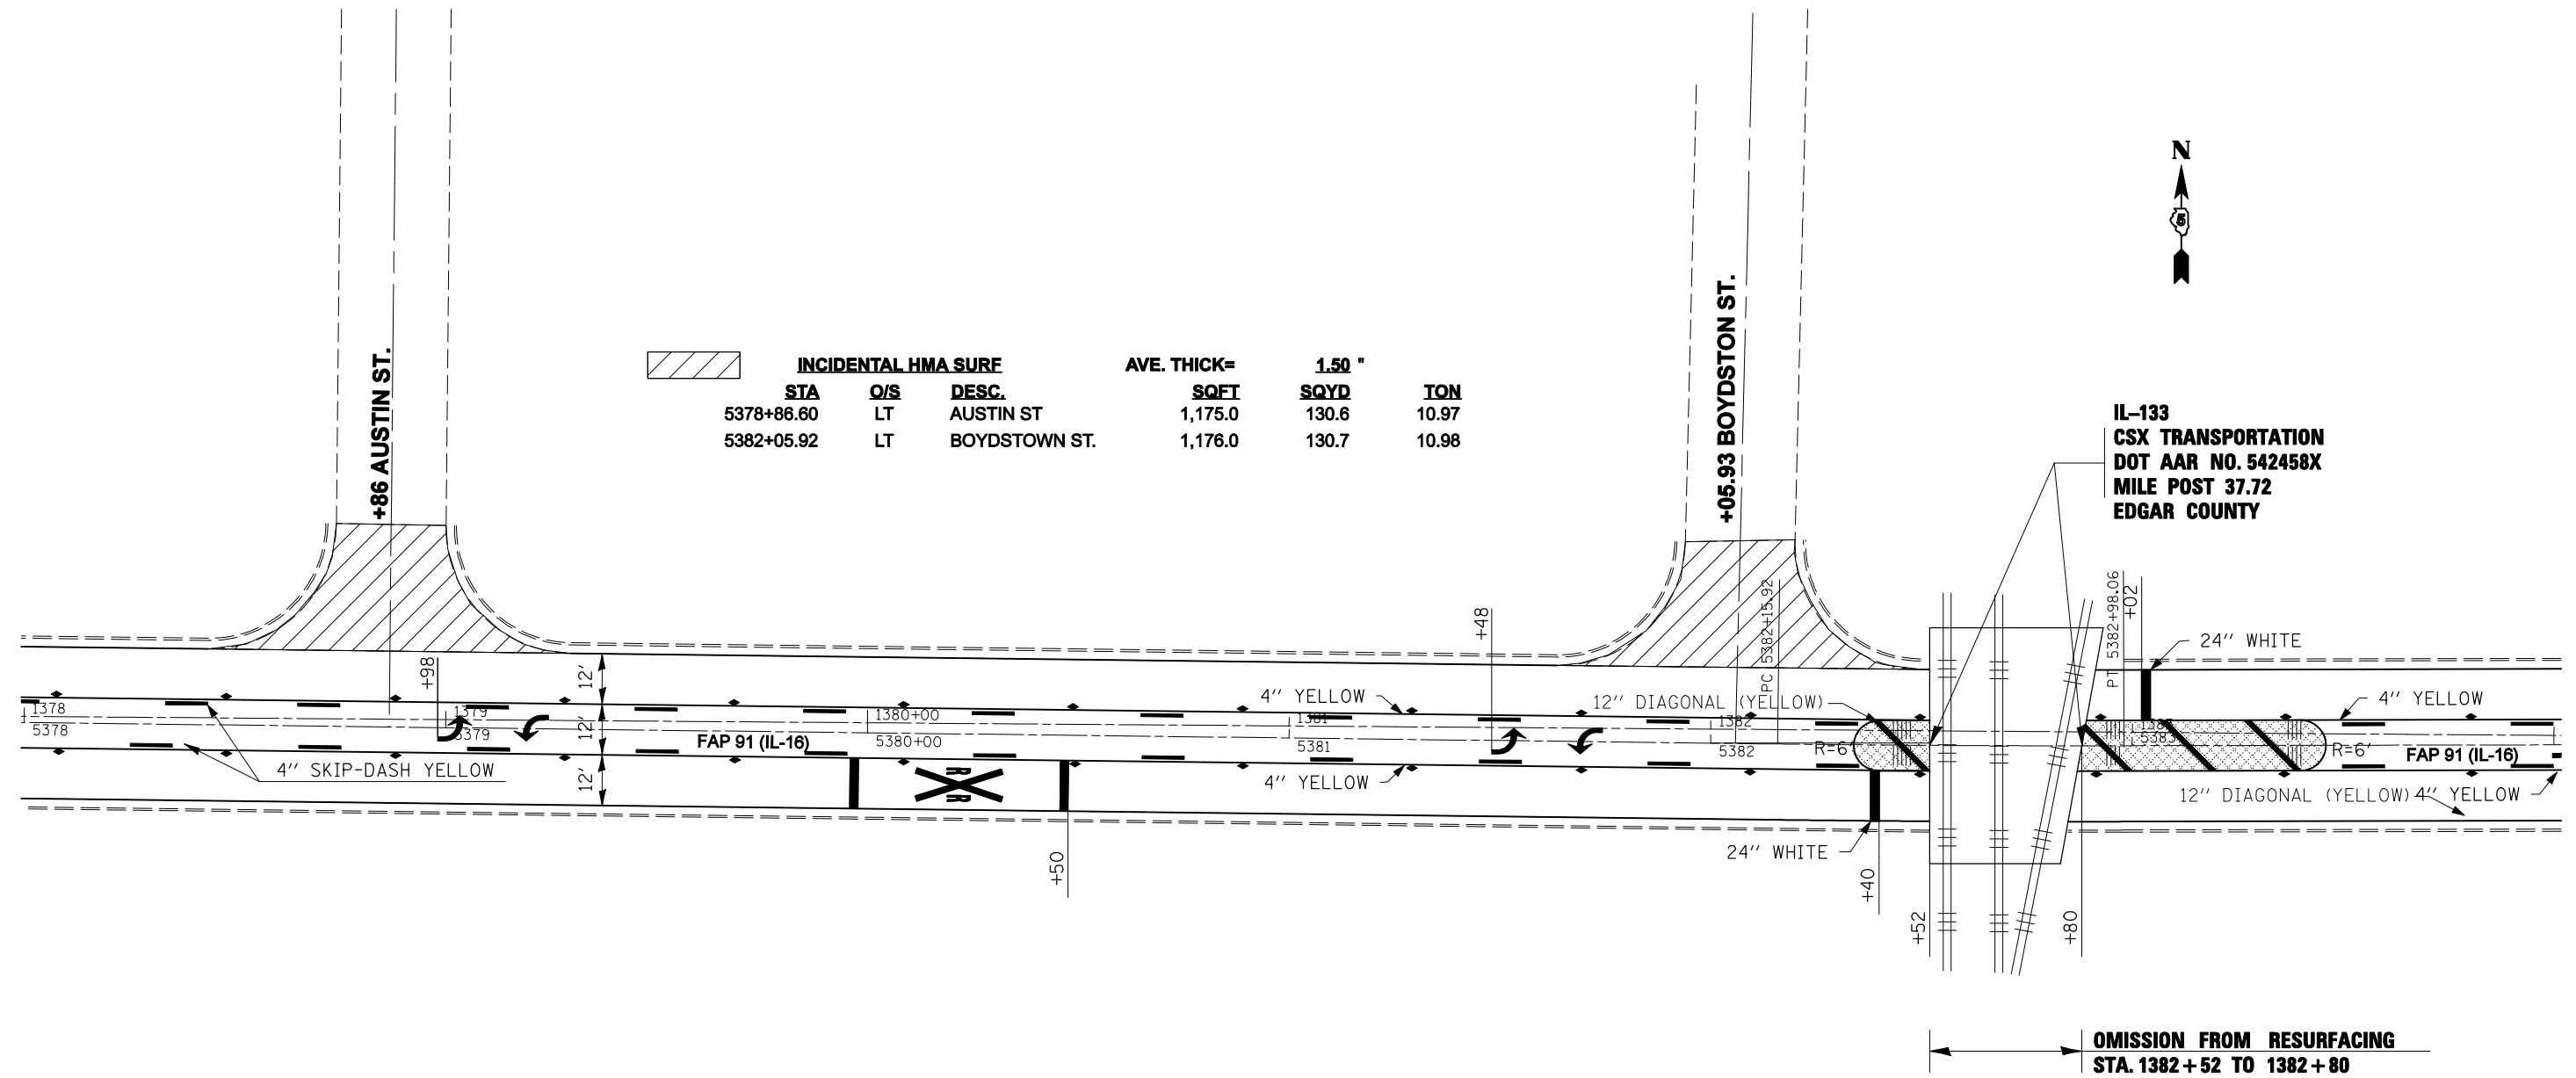 N
5
+86 AUSTIN ST.
+05.93 BOYDSTON ST.
INCIDENTAL HMA SURF AVE. THICK= 1.50 "
STA O/S DESC. SQFT SQYD TON
5378+86.60 LT AUSTIN ST 1,175.0 130.6 10.97
5382+05.92 LT BOYDSTOWN ST. 1,176.0 130.7 10.98
IL-133
CSX TRANSPORTATION
DOT AAR NO. 542458X
MILE POST 37.72
EDGAR COUNTY
PC 5382+15.92
PT 5382+98.06
+02
+48
+98
24" WHITE
12'
12'
12'
4" YELLOW
12" DIAGONAL (YELLOW)
4" YELLOW
1378
5378
1379
5379
1380+00
5380+00
1381
5381
1382
5382
1383
5383
FAP 91 (IL-16)
R=6'
R=6'
FAP 91 (IL-16)
4" SKIP-DASH YELLOW
4" YELLOW
R R
12" DIAGONAL (YELLOW)
4" YELLOW
24" WHITE
+50
+40
+52
+80
OMISSION FROM RESURFACING
STA. 1382+52 TO 1382+80